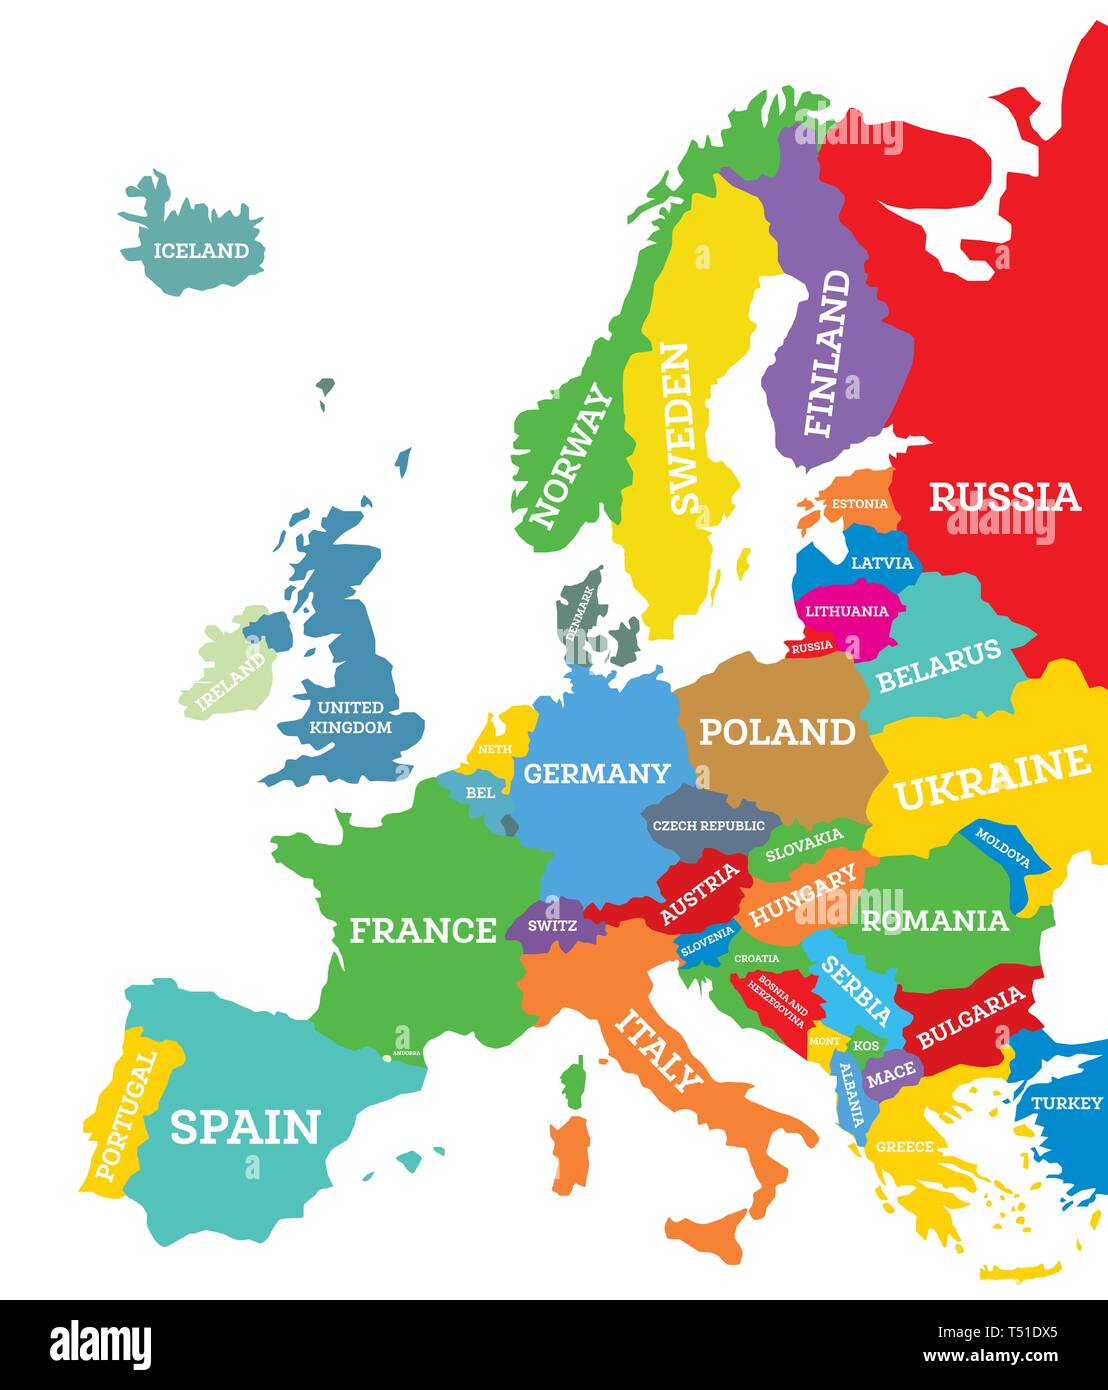 ICELAND
FINLAND
SWEDEN
NORWAY
RUSSIA
ESTONIA
LATVIA
LITHUANIA
RUSSIA
DENMARK
BELARUS
IRELAND
UNITED
KINGDOM
NETH
POLAND
GERMANY
UKRAINE
BEL
CZECH REPUBLIC
SLOVAKIA
MOLDOVA
AUSTRIA
HUNGARY
FRANCE
SWITZ
ROMANIA
SLOVENIA
CROATIA
BOSNIA AND
HERZEGOVINA
SERBIA
BULGARIA
ITALY
MONT
KOS
ANDORRA
MACE
ALBANIA
PORTUGAL
SPAIN
TURKEY
GREECE
a
alamy
a
alamy
Image ID: T51DX5
www.alamy.com